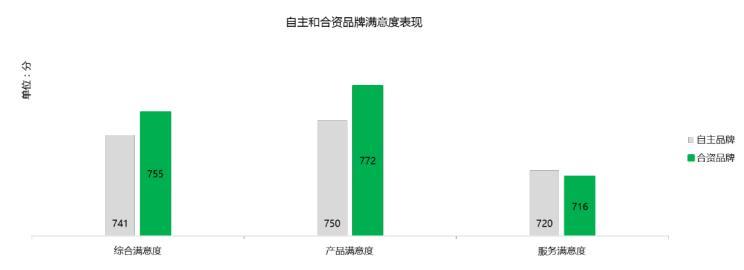 自主和合资品牌满意度表现
单位：分
741
755
750
772
720
716
综合满意度
产品满意度
服务满意度
自主品牌
合资品牌